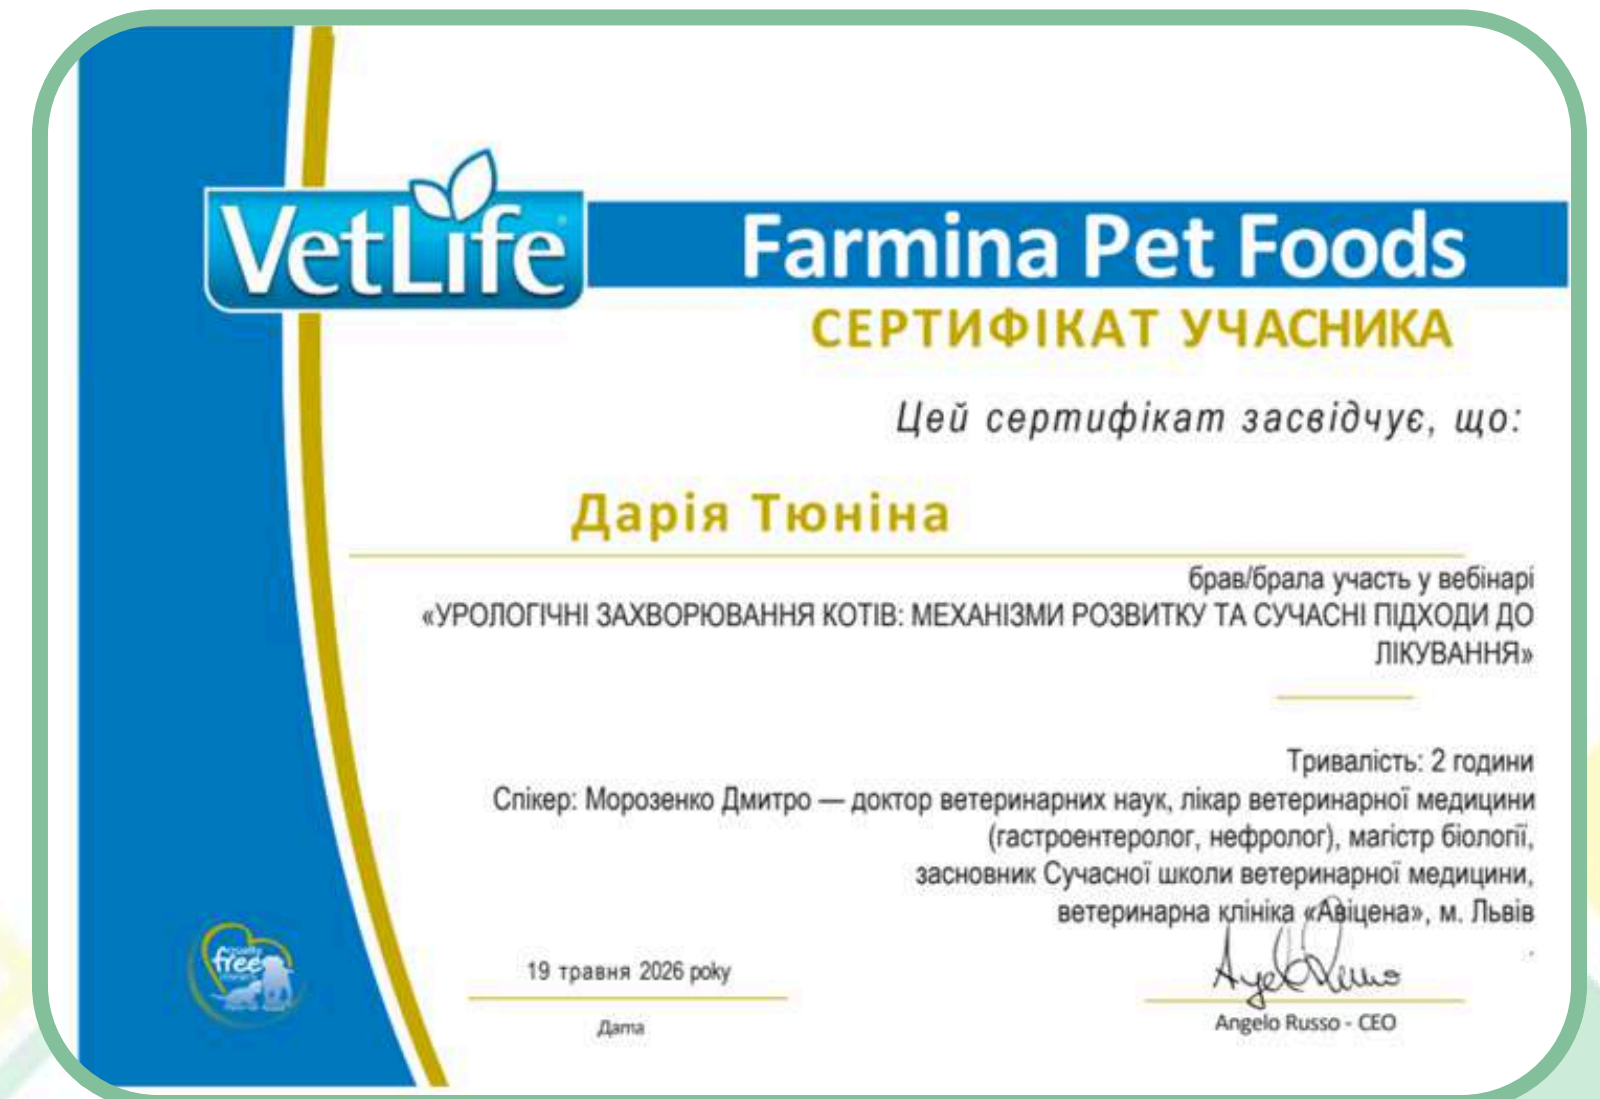 VetLife
Farmina Pet Foods
СЕРТИФІКАТ УЧАСНИКА
Цей сертифікат засвідчує, що:
Дарія Тюніна
брав/брала участь у вебінарі
«УРОЛОГІЧНІ ЗАХВОРЮВАННЯ КОТІВ: МЕХАНІЗМИ РОЗВИТКУ ТА СУЧАСНІ ПІДХОДИ ДО
ЛІКУВАННЯ»
Тривалість: 2 години
Спікер: Морозенко Дмитро — доктор ветеринарних наук, лікар ветеринарної медицини
(гастроентеролог, нефролог), магістр біології,
засновник Сучасної школи ветеринарної медицини,
ветеринарна клініка «Авіцена», м. Львів
free
19 травня 2026 року
Дата
Angelo Russo - CEO